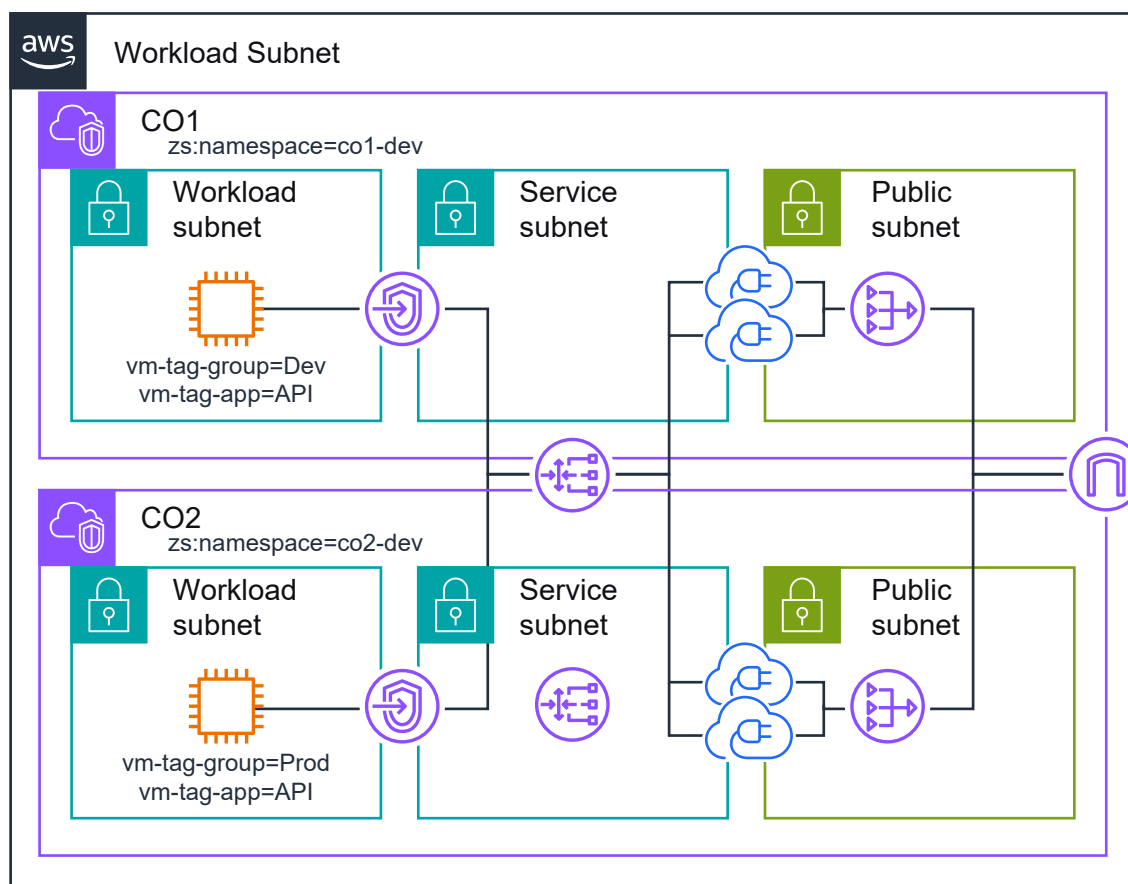 aws
Workload Subnet
CO1
zs:namespace=co1-dev
Workload
subnet
Service
subnet
Public
subnet
vm-tag-group=Dev
vm-tag-app=API
CO2
zs:namespace=co2-dev
Workload
subnet
Service
subnet
Public
subnet
vm-tag-group=Prod
vm-tag-app=API